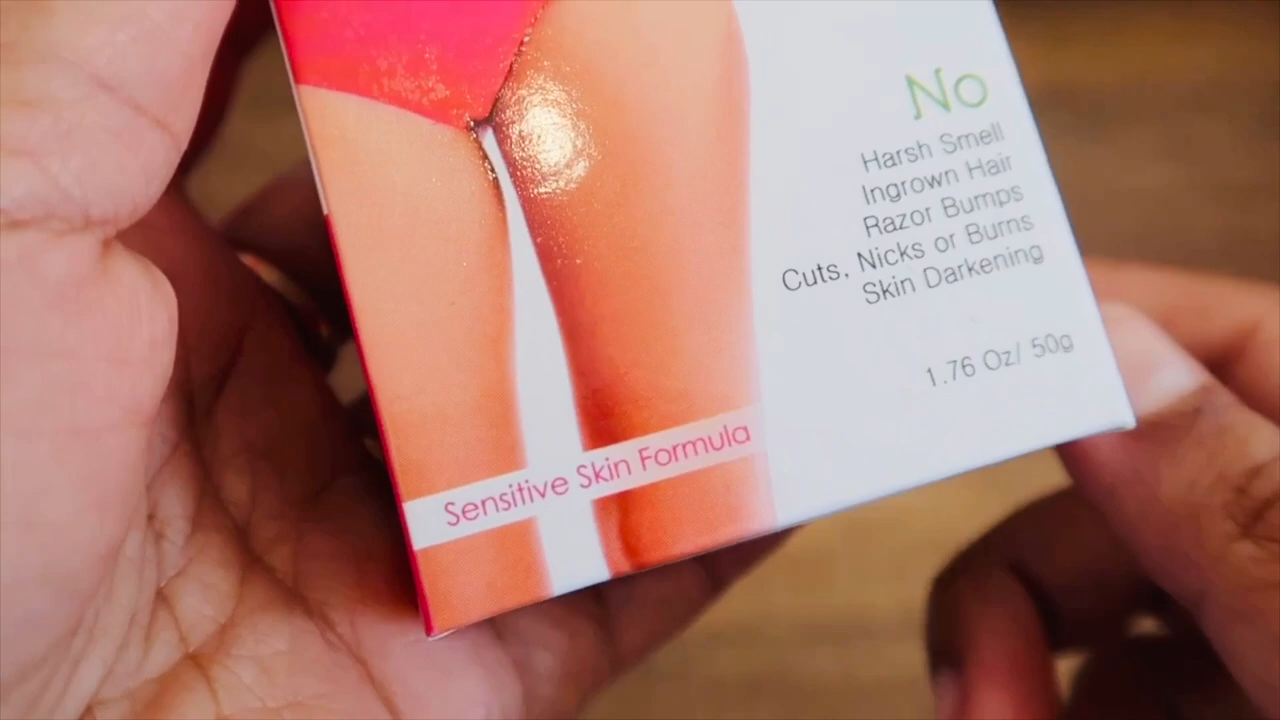 No
Harsh Smell
Ingrown Hair
Razor Bumps
Cuts, Nicks or Burns
Skin Darkening
1.76 Oz/ 50g
Sensitive Skin Formula